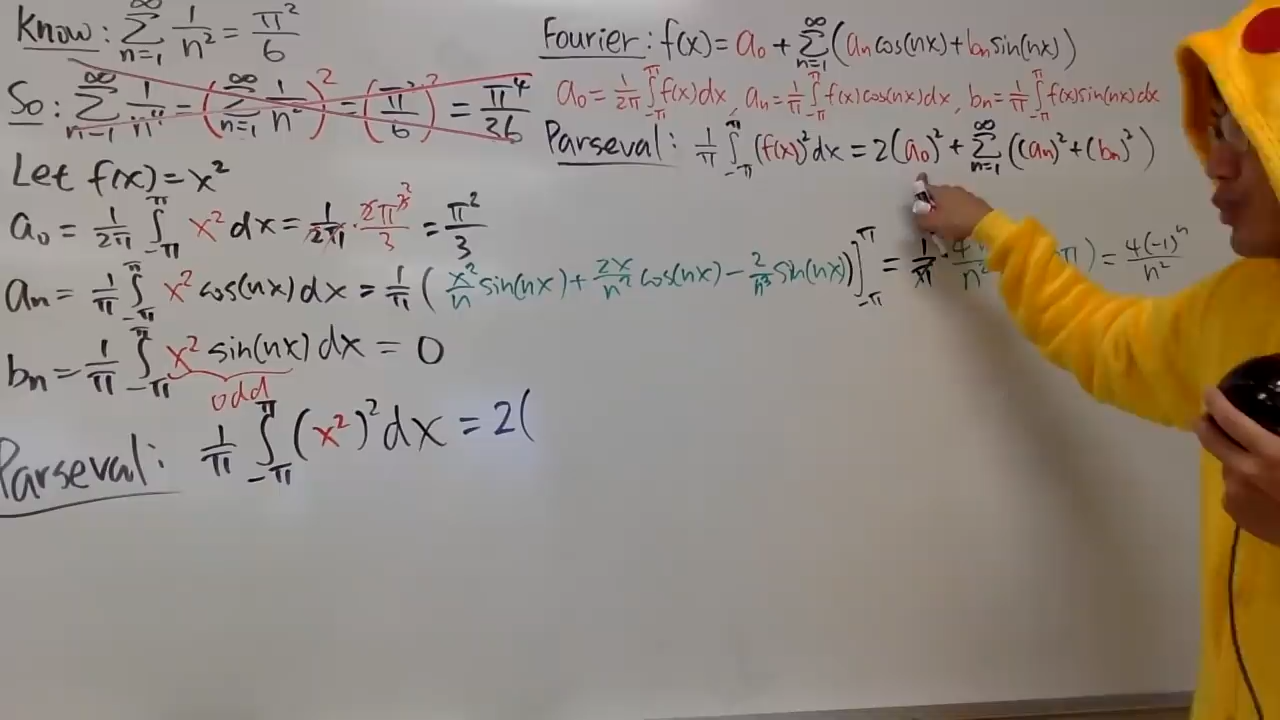 Know: ∑_{n=1}^{∞} 1/n² = π²/6
So: ∑_{n=1}^{∞} 1/n⁴ = (∑_{n=1}^{∞} 1/n²)² = (π²/6)² = π⁴/36
Let f(x) = x²
a₀ = 1/2π ∫_{-π}^{π} x² dx = 1/2π · 2π³/3 = π²/3
aₙ = 1/π ∫_{-π}^{π} x² cos(nx) dx = 1/π ( x²/n sin(nx) + 2x/n² cos(nx) − 2/n³ sin(nx) ) ]_{-π}^{π} = 1/π · 4 n² π) = 4(-1)ⁿ/n²
bₙ = 1/π ∫_{-π}^{π} x² sin(nx) dx = 0
odd
Parseval: 1/π ∫_{-π}^{π} (x²)² dx = 2(
Fourier: f(x) = a₀ + ∑_{n=1}^{∞} (aₙ cos(nx) + bₙ sin(nx))
a₀ = 1/2π ∫_{-π}^{π} f(x) dx, aₙ = 1/π ∫_{-π}^{π} f(x) cos(nx) dx, bₙ = 1/π ∫_{-π}^{π} f(x) sin(nx) dx
Parseval: 1/π ∫_{-π}^{π} (f(x))² dx = 2(a₀)² + ∑_{n=1}^{∞} ((aₙ)² + (bₙ)²)